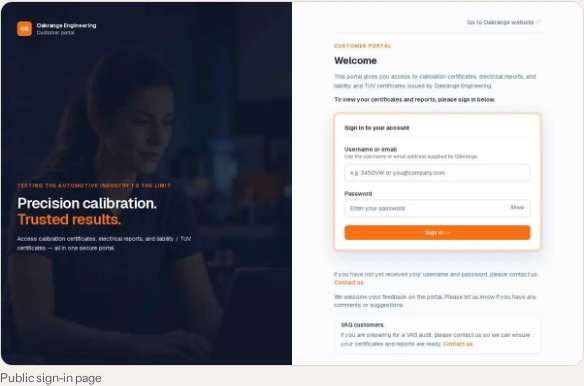 OE
Oakrange Engineering
Customer portal
TESTING THE AUTOMOTIVE INDUSTRY TO THE LIMIT
Precision calibration.
Trusted results.
Access calibration certificates, electrical reports, and liability / TÜV
certificates — all in one secure portal.
Go to Oakrange website ↗
CUSTOMER PORTAL
Welcome
This portal gives you access to calibration certificates, electrical reports, and
liability and TÜV certificates issued by Oakrange Engineering.
To view your certificates and reports, please sign in below.
Sign in to your account
Username or email
Use the username or email address supplied by Oakrange.
e.g. 3450VW or you@company.com
Password
Enter your password
Show
Sign in →
If you have not yet received your username and password, please contact us.
Contact us
We welcome your feedback on the portal. Please let us know if you have any
comments or suggestions.
VAG customers
If you are preparing for a VAG audit, please contact us so we can ensure
your certificates and reports are ready. Contact us
Public sign-in page